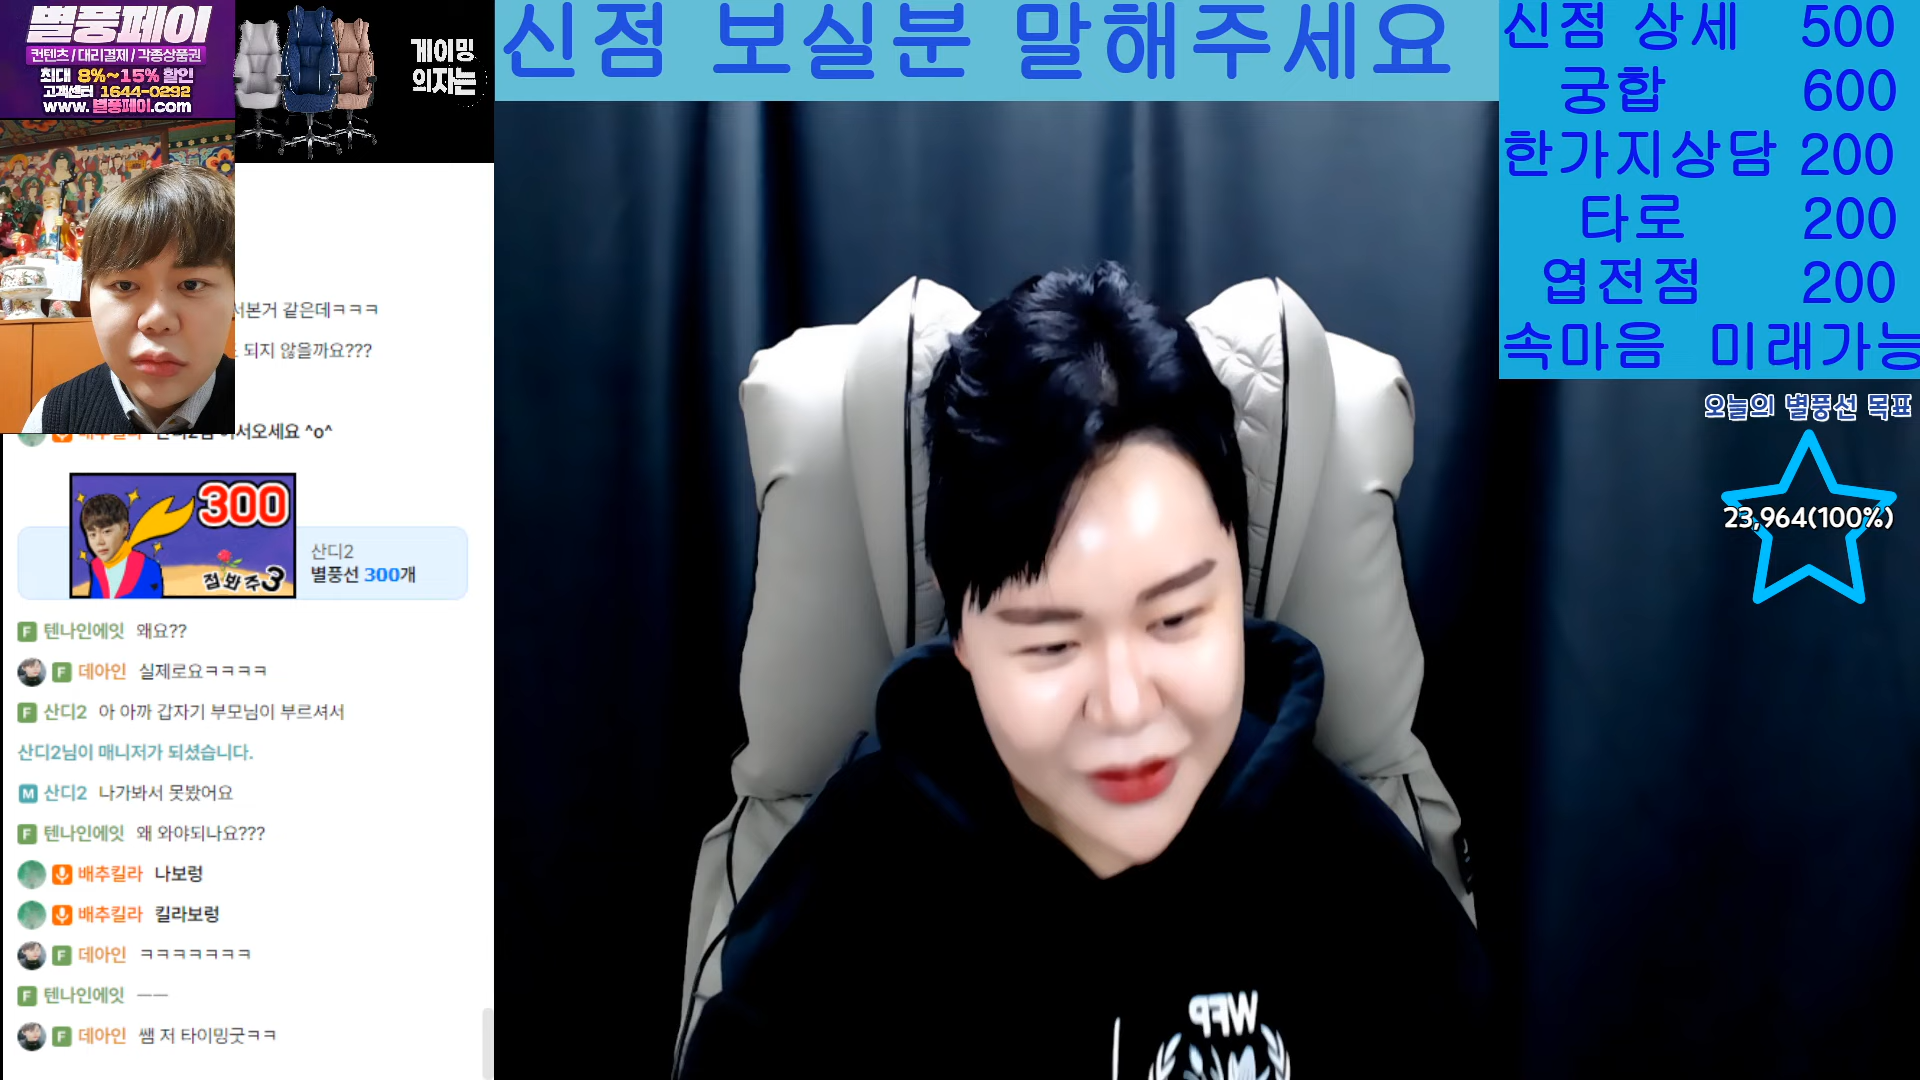 별풍페이
컨텐츠 / 대리결제 / 각종상품권
최대 8%~15% 할인
고객센터 1644-0292
www.별풍페이.com
게이밍
의자는
신점 보실분 말해주세요
신점 상세 500
궁합 600
한가지상담 200
타로 200
엽전점 200
속마음 미래가능
오늘의 별풍선 목표
23,964(100%)
서본거 같은데ㅋㅋㅋ
되지 않을까요???
어서오세요 ^o^
300
점봐주3
산디2
별풍선 300개
F 텐나인에잇 왜요??
F 데아인 실제로요ㅋㅋㅋㅋ
F 산디2 아 아까 갑자기 부모님이 부르셔서
산디2님이 매니저가 되셨습니다.
M 산디2 나가봐서 못봤어요
F 텐나인에잇 왜 와야되나요???
배추킬라 나보렁
배추킬라 킬라보렁
F 데아인 ㅋㅋㅋㅋㅋㅋㅋ
F 텐나인에잇 ㅡㅡ
F 데아인 쌤 저 타이밍굿ㅋㅋ
WFP